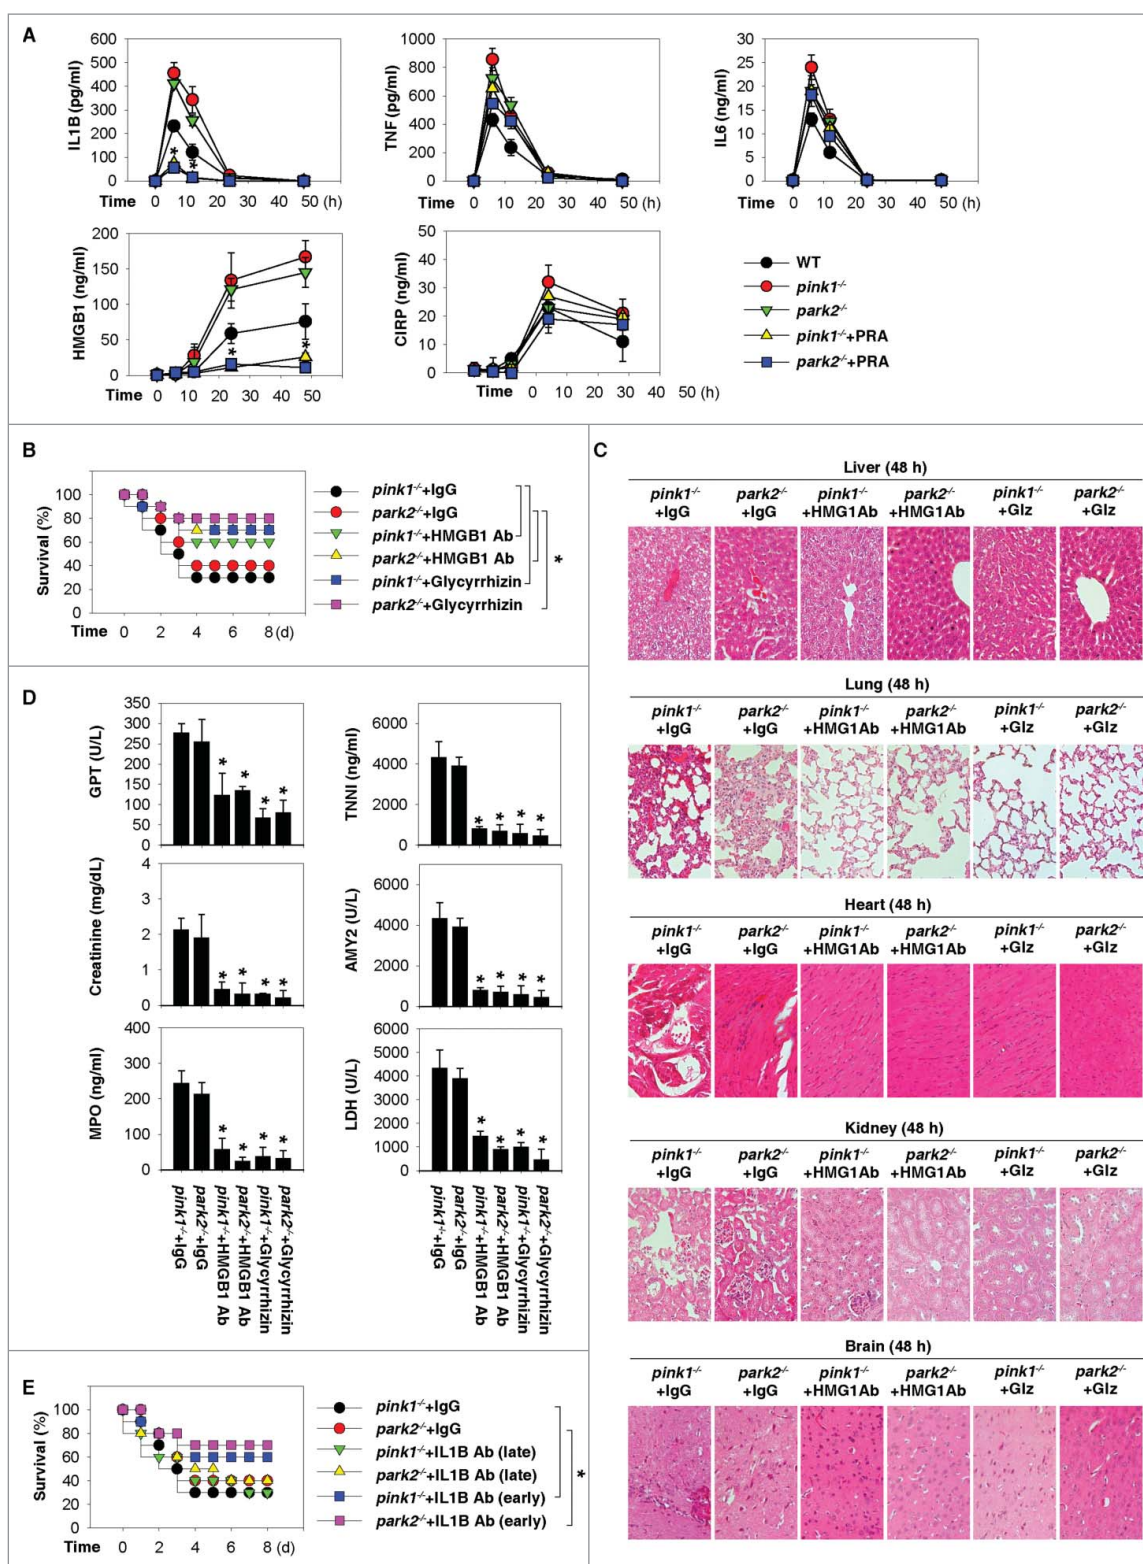 A
600
500
400
300
200
100
0
IL1B (pg/ml)
*
*
Time 0 10 20 30 40 50 (h)
1000
800
600
400
200
0
TNF (pg/ml)
Time 0 10 20 30 40 50 (h)
30
25
20
15
10
5
0
IL6 (ng/ml)
Time 0 10 20 30 40 50 (h)
200
150
100
50
0
HMGB1 (ng/ml)
*
*
Time 0 10 20 30 40 50 (h)
50
40
30
20
10
0
CIRP (ng/ml)
Time 0 10 20 30 40 50 (h)
WT
pink1-/-
park2-/-
pink1-/-+PRA
park2-/-+PRA
B
100
80
60
40
20
0
Survival (%)
Time 0 2 4 6 8 (d)
pink1-/-+IgG
park2-/-+IgG
pink1-/-+HMGB1 Ab
park2-/-+HMGB1 Ab
pink1-/-+Glycyrrhizin
park2-/-+Glycyrrhizin
*
C
Liver (48 h)
pink1-/- park2-/- pink1-/- park2-/- pink1-/- park2-/-
+IgG +IgG +HMG1Ab +HMG1Ab +Glz +Glz
Lung (48 h)
pink1-/- park2-/- pink1-/- park2-/- pink1-/- park2-/-
+IgG +IgG +HMG1Ab +HMG1Ab +Glz +Glz
Heart (48 h)
pink1-/- park2-/- pink1-/- park2-/- pink1-/- park2-/-
+IgG +IgG +HMG1Ab +HMG1Ab +Glz +Glz
Kidney (48 h)
pink1-/- park2-/- pink1-/- park2-/- pink1-/- park2-/-
+IgG +IgG +HMG1Ab +HMG1Ab +Glz +Glz
Brain (48 h)
pink1-/- park2-/- pink1-/- park2-/- pink1-/- park2-/-
+IgG +IgG +HMG1Ab +HMG1Ab +Glz +Glz
D
350
300
250
200
150
100
50
0
GPT (U/L)
* * * *
6000
4000
2000
0
TNNI (ng/ml)
* * * *
4
3
2
1
0
Creatinine (mg/dL)
* * * *
6000
4000
2000
0
AMY2 (U/L)
* * * *
400
300
200
100
0
MPO (ng/ml)
* * * *
6000
5000
4000
3000
2000
1000
0
LDH (U/L)
* * * *
pink1-/-+IgG
park2-/-+IgG
pink1-/-+HMGB1 Ab
park2-/-+HMGB1 Ab
pink1-/-+Glycyrrhizin
park2-/-+Glycyrrhizin
pink1-/-+IgG
park2-/-+IgG
pink1-/-+HMGB1 Ab
park2-/-+HMGB1 Ab
pink1-/-+Glycyrrhizin
park2-/-+Glycyrrhizin
E
100
80
60
40
20
0
Survival (%)
Time 0 2 4 6 8 (d)
pink1-/-+IgG
park2-/-+IgG
pink1-/-+IL1B Ab (late)
park2-/-+IL1B Ab (late)
pink1-/-+IL1B Ab (early)
park2-/-+IL1B Ab (early)
*